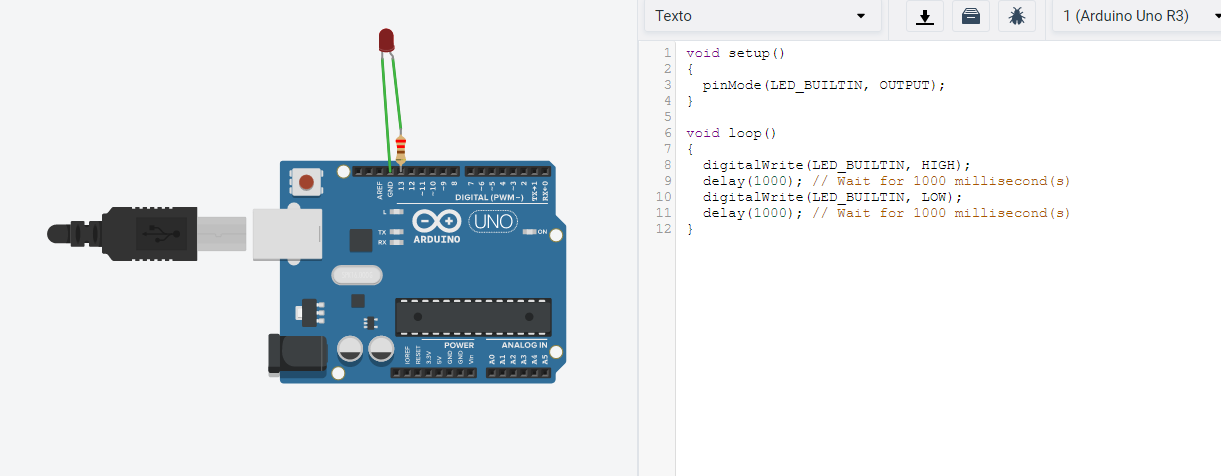 Texto
1 (Arduino Uno R3)
1 void setup()
2 {
3   pinMode(LED_BUILTIN, OUTPUT);
4 }
5
6 void loop()
7 {
8   digitalWrite(LED_BUILTIN, HIGH);
9   delay(1000); // Wait for 1000 millisecond(s)
10   digitalWrite(LED_BUILTIN, LOW);
11   delay(1000); // Wait for 1000 millisecond(s)
12 }
AREF
GND
13
12
~11
~10
~9
8
7
~6
~5
4
~3
2
TX→1
RX←0
DIGITAL (PWM~)
L
TX
RX
ARDUINO
UNO
ON
POWER
ANALOG IN
IOREF
RESET
3.3V
5V
GND
GND
Vin
A0
A1
A2
A3
A4
A5